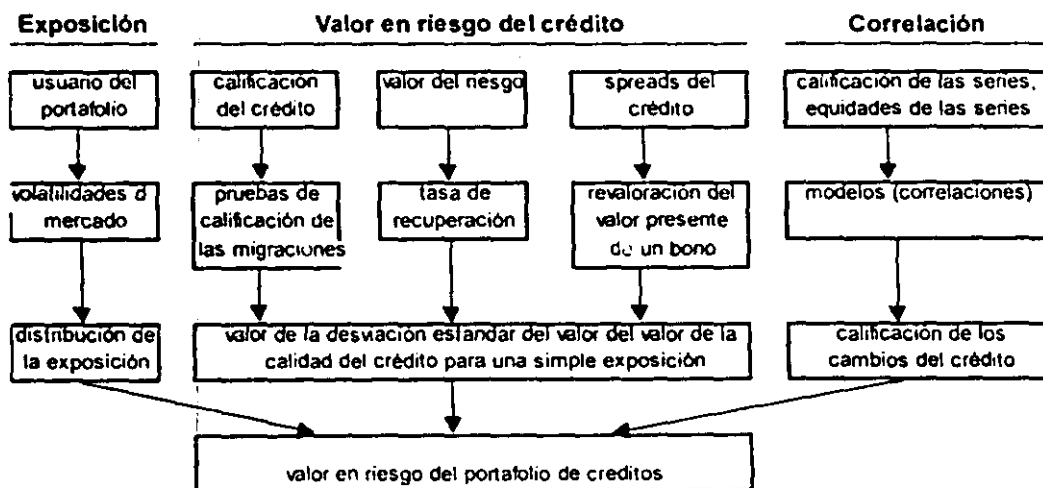 Exposición
Valor en riesgo del crédito
Correlación
usuario del
portafolio
calificación
del crédito
valor del riesgo
spreads del
crédito
calificación de las series,
equidades de las series
volatilidades d
mercado
pruebas de
calificación de
las migraciones
tasa de
recuperación
revaloración del
valor presente
de un bono
modelos (correlaciones)
distribución de
la exposición
valor de la desviación estandar del valor del valor de la
calidad del crédito para una simple exposición
calificación de los
cambios del crédito
valor en riesgo del portafolio de creditos